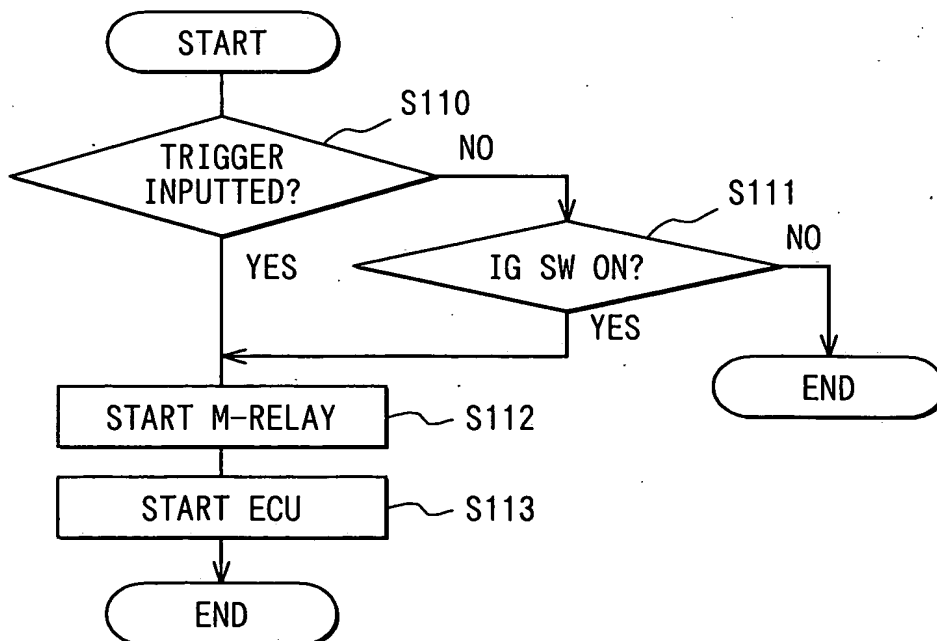 START
S110
TRIGGER
INPUTTED?
NO
S111
YES
IG SW ON?
NO
YES
START M-RELAY
S112
END
START ECU
S113
END